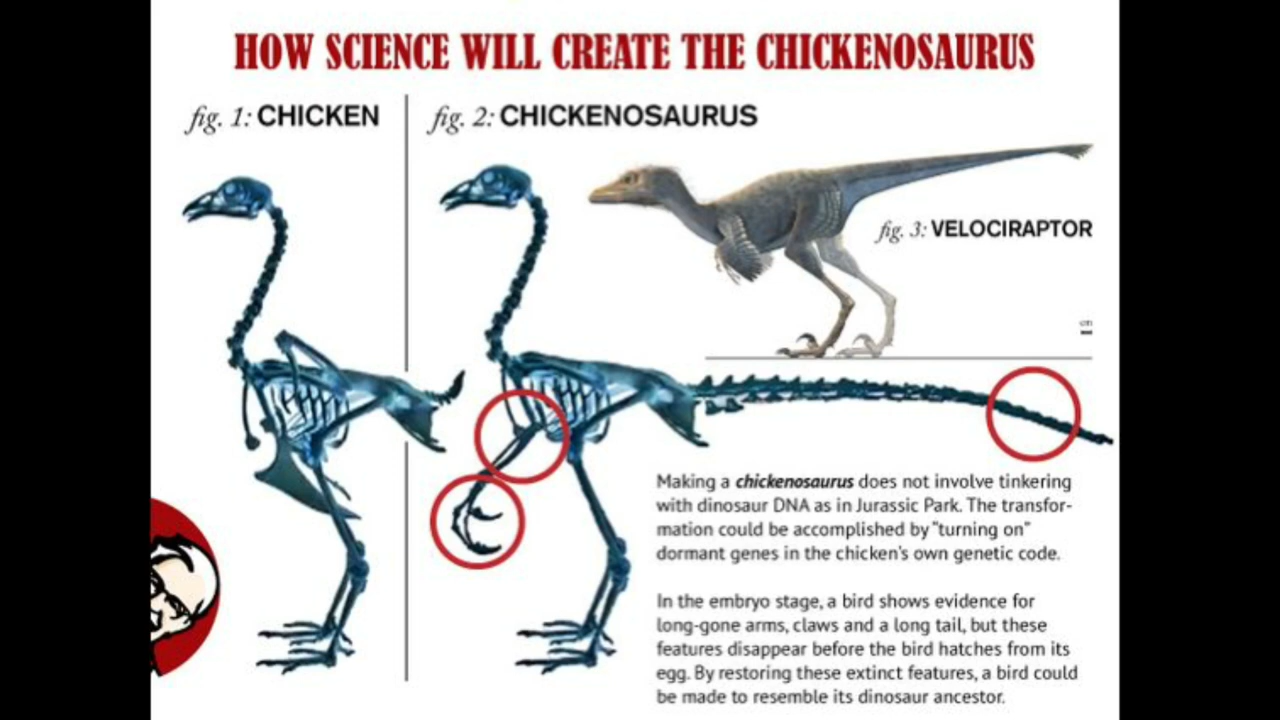 HOW SCIENCE WILL CREATE THE CHICKENOSAURUS
fig. 1: CHICKEN
fig. 2: CHICKENOSAURUS
fig. 3: VELOCIRAPTOR
Making a chickenosaurus does not involve tinkering
with dinosaur DNA as in Jurassic Park. The transfor-
mation could be accomplished by "turning on"
dormant genes in the chicken's own genetic code.
In the embryo stage, a bird shows evidence for
long-gone arms, claws and a long tail, but these
features disappear before the bird hatches from its
egg. By restoring these extinct features, a bird could
be made to resemble its dinosaur ancestor.